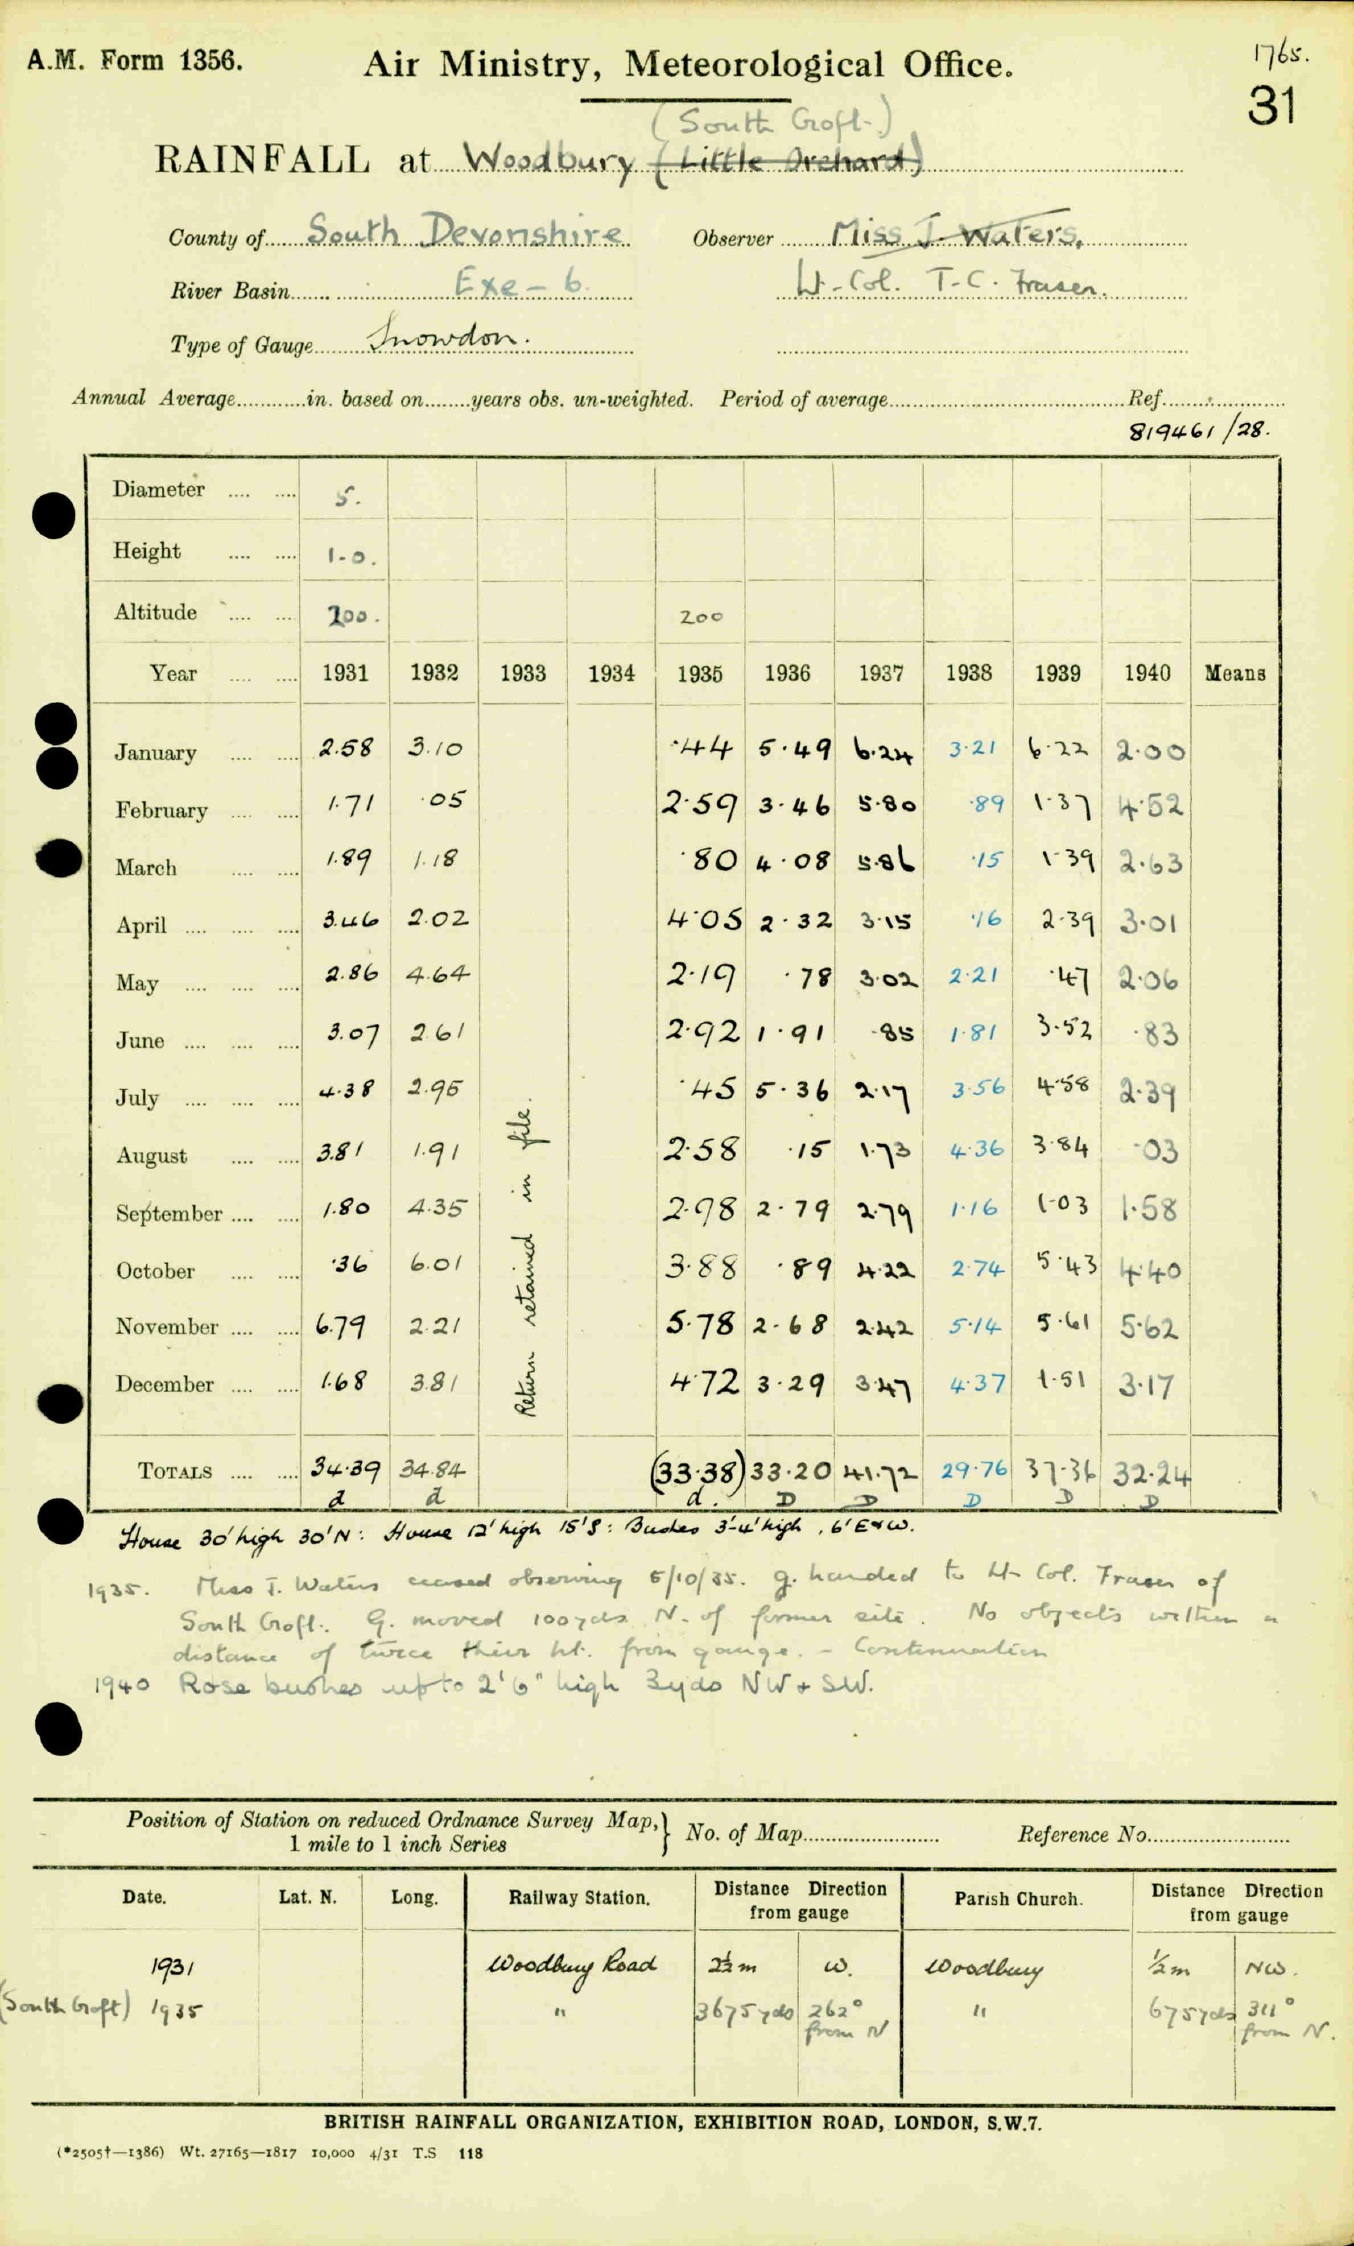 A.M. Form 1356.
Air Ministry, Meteorological Office.
1765.
31
(South Croft.)
RAINFALL at Woodbury (Little Orchard)
County of South Devonshire Observer Miss J. Waters,
River Basin Exe - 6. Lt-Col. T.C. Fraser.
Type of Gauge Snowdon.
Annual Average in. based on years obs. un-weighted. Period of average Ref.
819461/28.
Diameter 5.
Height 1-0.
Altitude 200. 200
Year 1931 1932 1933 1934 1935 1936 1937 1938 1939 1940 Means
January 2.58 3.10 .44 5.49 6.24 3.21 6.22 2.00
February 1.71 .05 2.59 3.46 5.80 .89 1.37 4.52
March 1.89 1.18 .80 4.08 5.86 .15 1.39 2.63
April 3.46 2.02 4.05 2.32 3.15 .16 2.39 3.01
May 2.86 4.64 2.19 .78 3.02 2.21 .47 2.06
June 3.07 2.61 2.92 1.91 .85 1.81 3.52 .83
July 4.38 2.95 .45 5.36 2.17 3.56 4.58 2.39
August 3.81 1.91 2.58 .15 1.73 4.36 3.84 .03
September 1.80 4.35 2.98 2.79 2.79 1.16 1.03 1.58
October .36 6.01 3.88 .89 4.22 2.74 5.43 4.40
November 6.79 2.21 5.78 2.68 2.42 5.14 5.61 5.62
December 1.68 3.81 4.72 3.29 3.47 4.37 1.51 3.17
Return retained in file.
TOTALS 34.39 34.84 (33.38) 33.20 41.72 29.76 37.36 32.24
d d d. D D D D D
House 30' high 30' N: House 12' high 15' S: Bushes 3'-4' high, 6' E & W.
1935. Miss J. Waters ceased observing 5/10/35. g. handed to Lt Col. Fraser of
South Croft. G. moved 100 yds N. of former site. No objects within a
distance of twice their ht. from gauge. - Continuation
1940 Rose bushes up to 2'6" high 3yds NW & SW.
Position of Station on reduced Ordnance Survey Map,
1 mile to 1 inch Series } No. of Map Reference No.
Date. Lat. N. Long. Railway Station. Distance Direction from gauge Parish Church. Distance Direction from gauge
1931 Woodbury Road 2½ m W. Woodbury ½ m NW.
(South Croft) 1935 " 3675 yds 262° from N " 675 yds 311° from N.
BRITISH RAINFALL ORGANIZATION, EXHIBITION ROAD, LONDON, S.W.7.
(*2505†—1386) Wt. 27165—1817 10,000 4/31 T.S 118